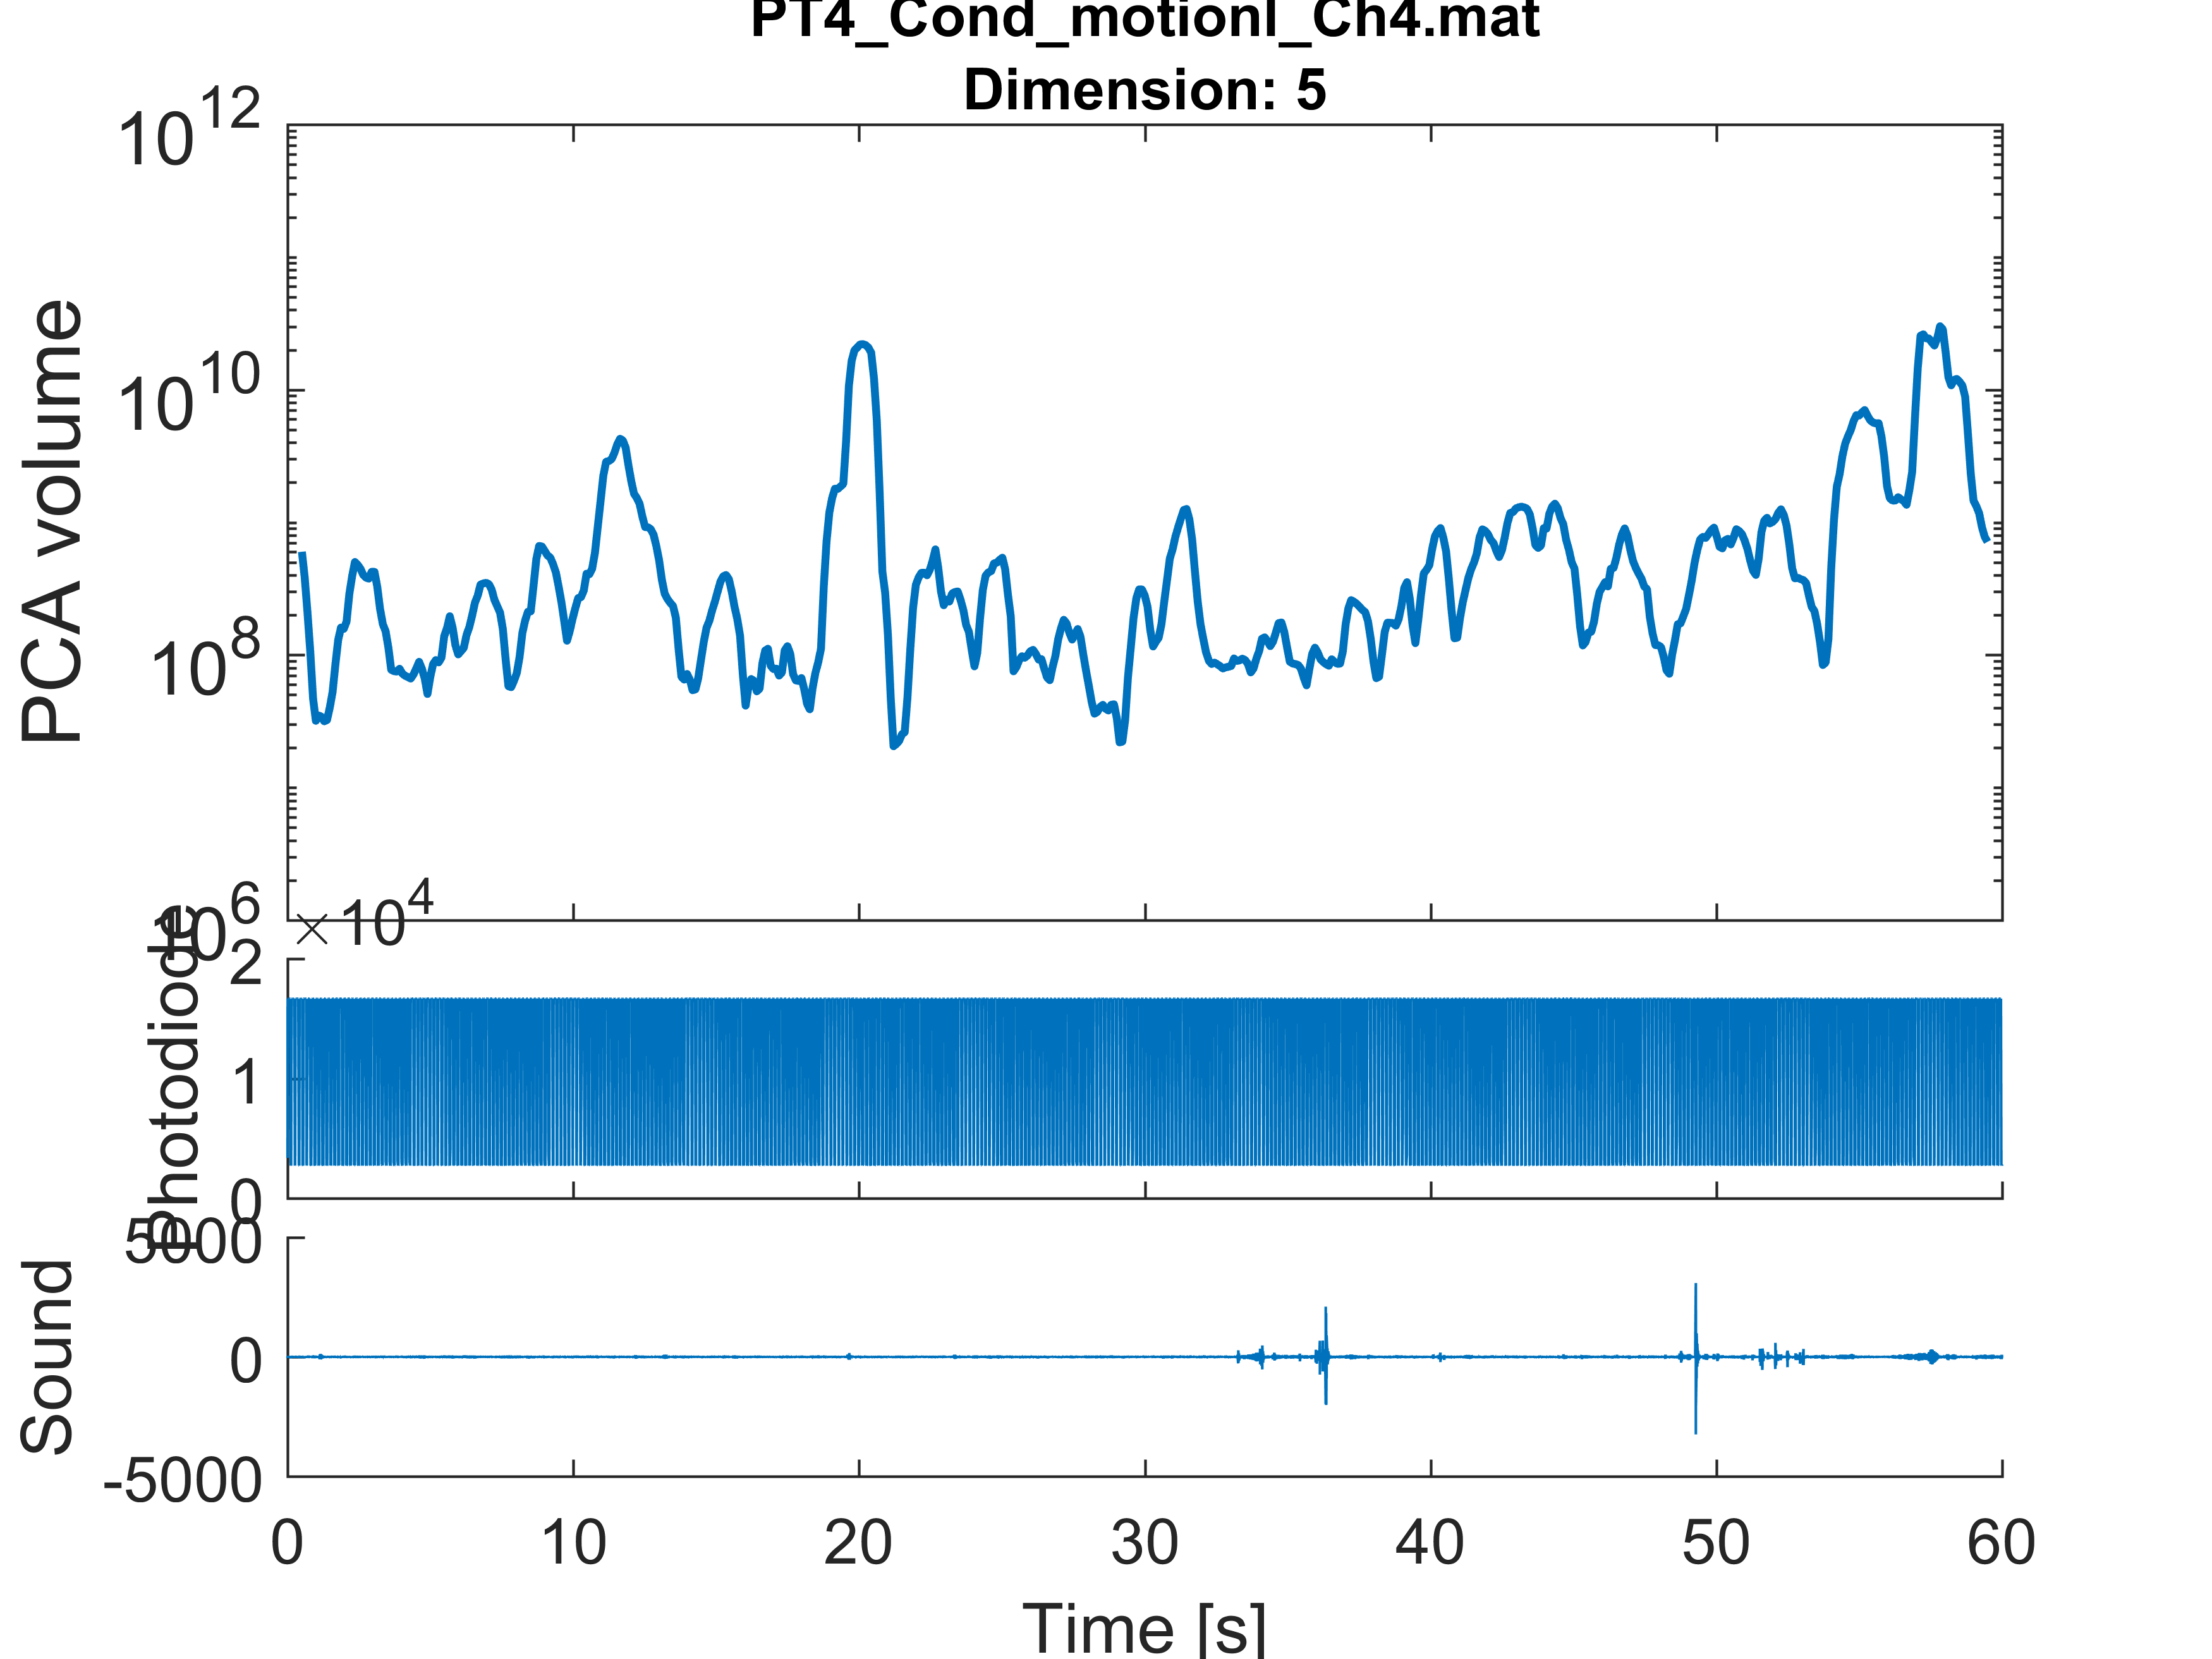 PT4_Cond_motionI_Ch4.mat
Dimension: 5
PCA volume
10^12
10^10
10^8
10^6
×10^4
Photodiode
2
1
0
Sound
5000
0
-5000
0 10 20 30 40 50 60
Time [s]